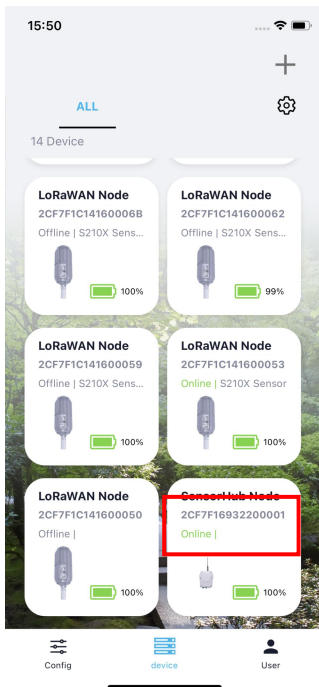 15:50
ALL
14 Device
LoRaWAN Node
2CF7F1C14160006B
Offline | S210X Sens...
100%
LoRaWAN Node
2CF7F1C141600062
Offline | S210X Sens...
99%
LoRaWAN Node
2CF7F1C141600059
Offline | S210X Sens...
100%
LoRaWAN Node
2CF7F1C141600053
Online | S210X Sensor
100%
LoRaWAN Node
2CF7F1C141600050
Offline |
100%
SensorHub Node
2CF7F16932200001
Online |
100%
Config
device
User